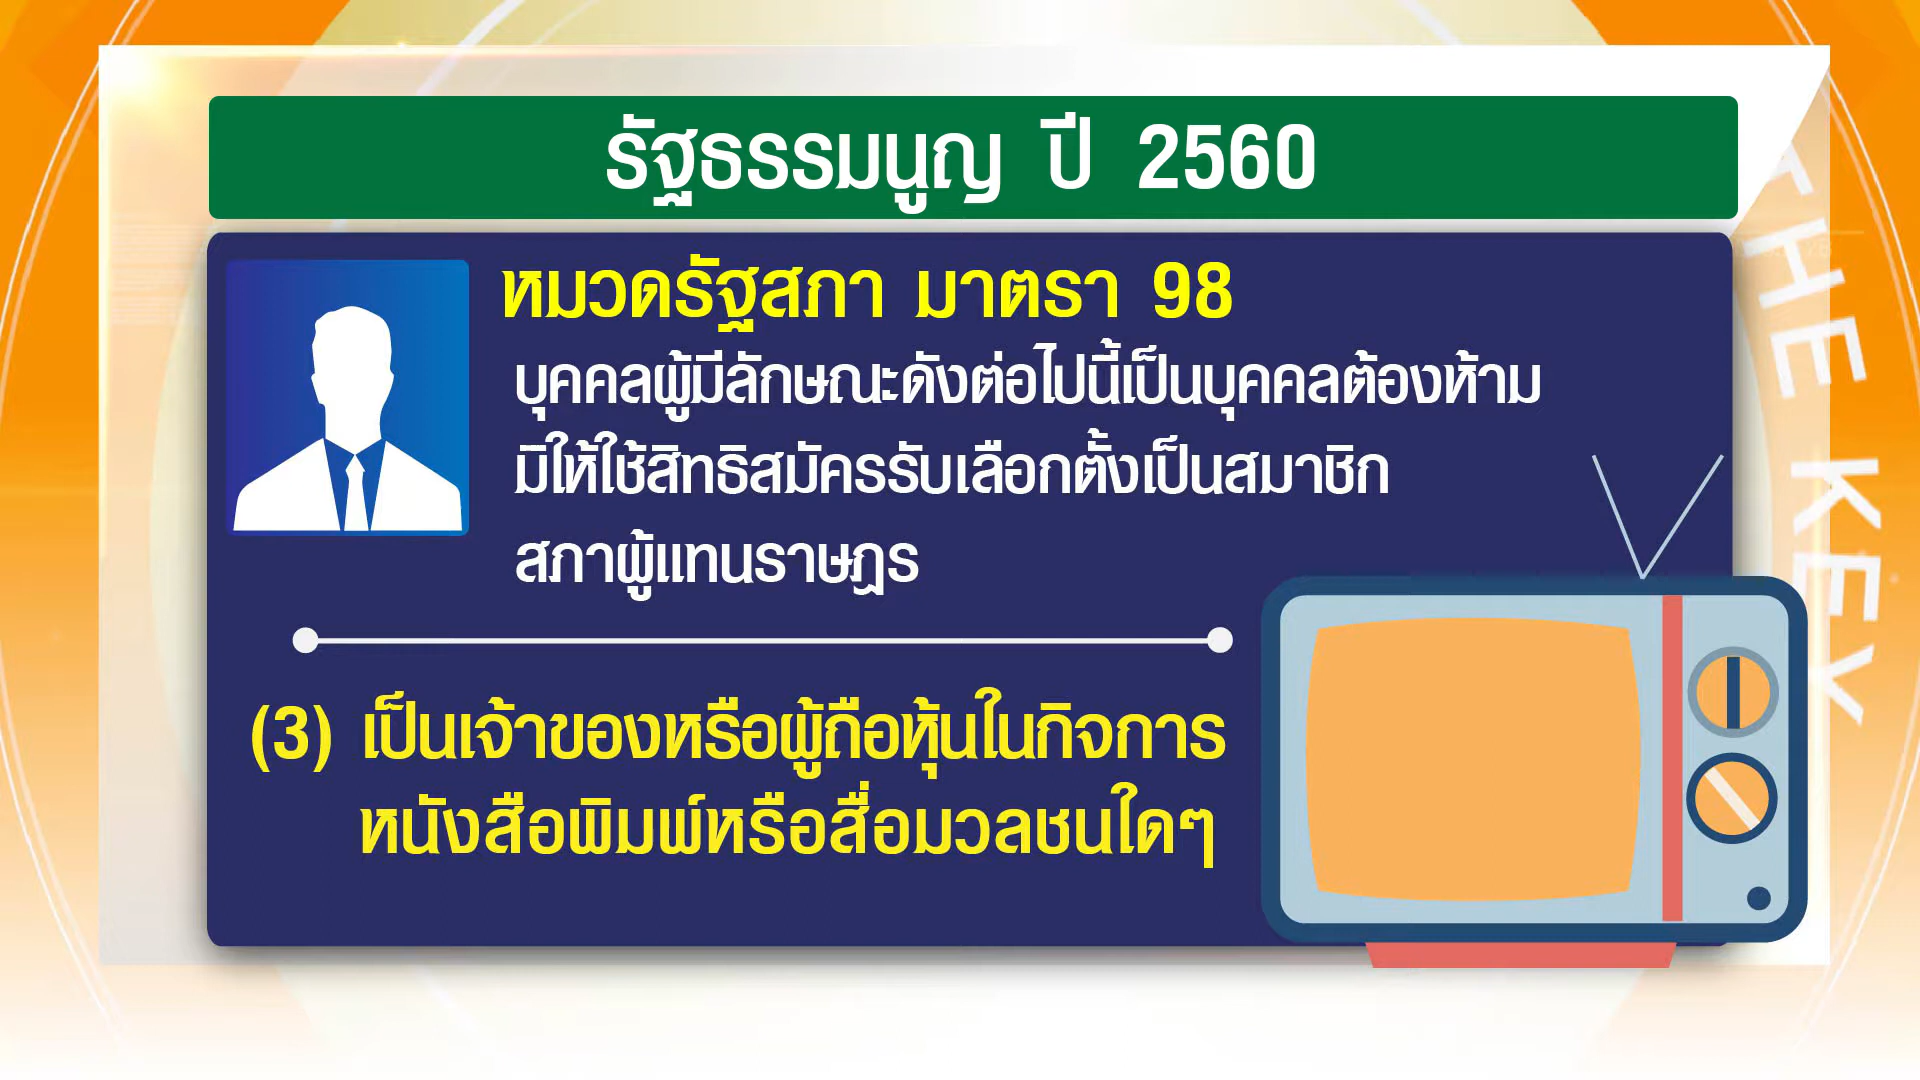 รัฐธรรมนูญ ปี 2560
หมวดรัฐสภา มาตรา 98
บุคคลผู้มีลักษณะดังต่อไปนี้เป็นบุคคลต้องห้าม
มิให้ใช้สิทธิสมัครรับเลือกตั้งเป็นสมาชิก
สภาผู้แทนราษฎร
(3) เป็นเจ้าของหรือผู้ถือหุ้นในกิจการ
หนังสือพิมพ์หรือสื่อมวลชนใดๆ
THE KEY